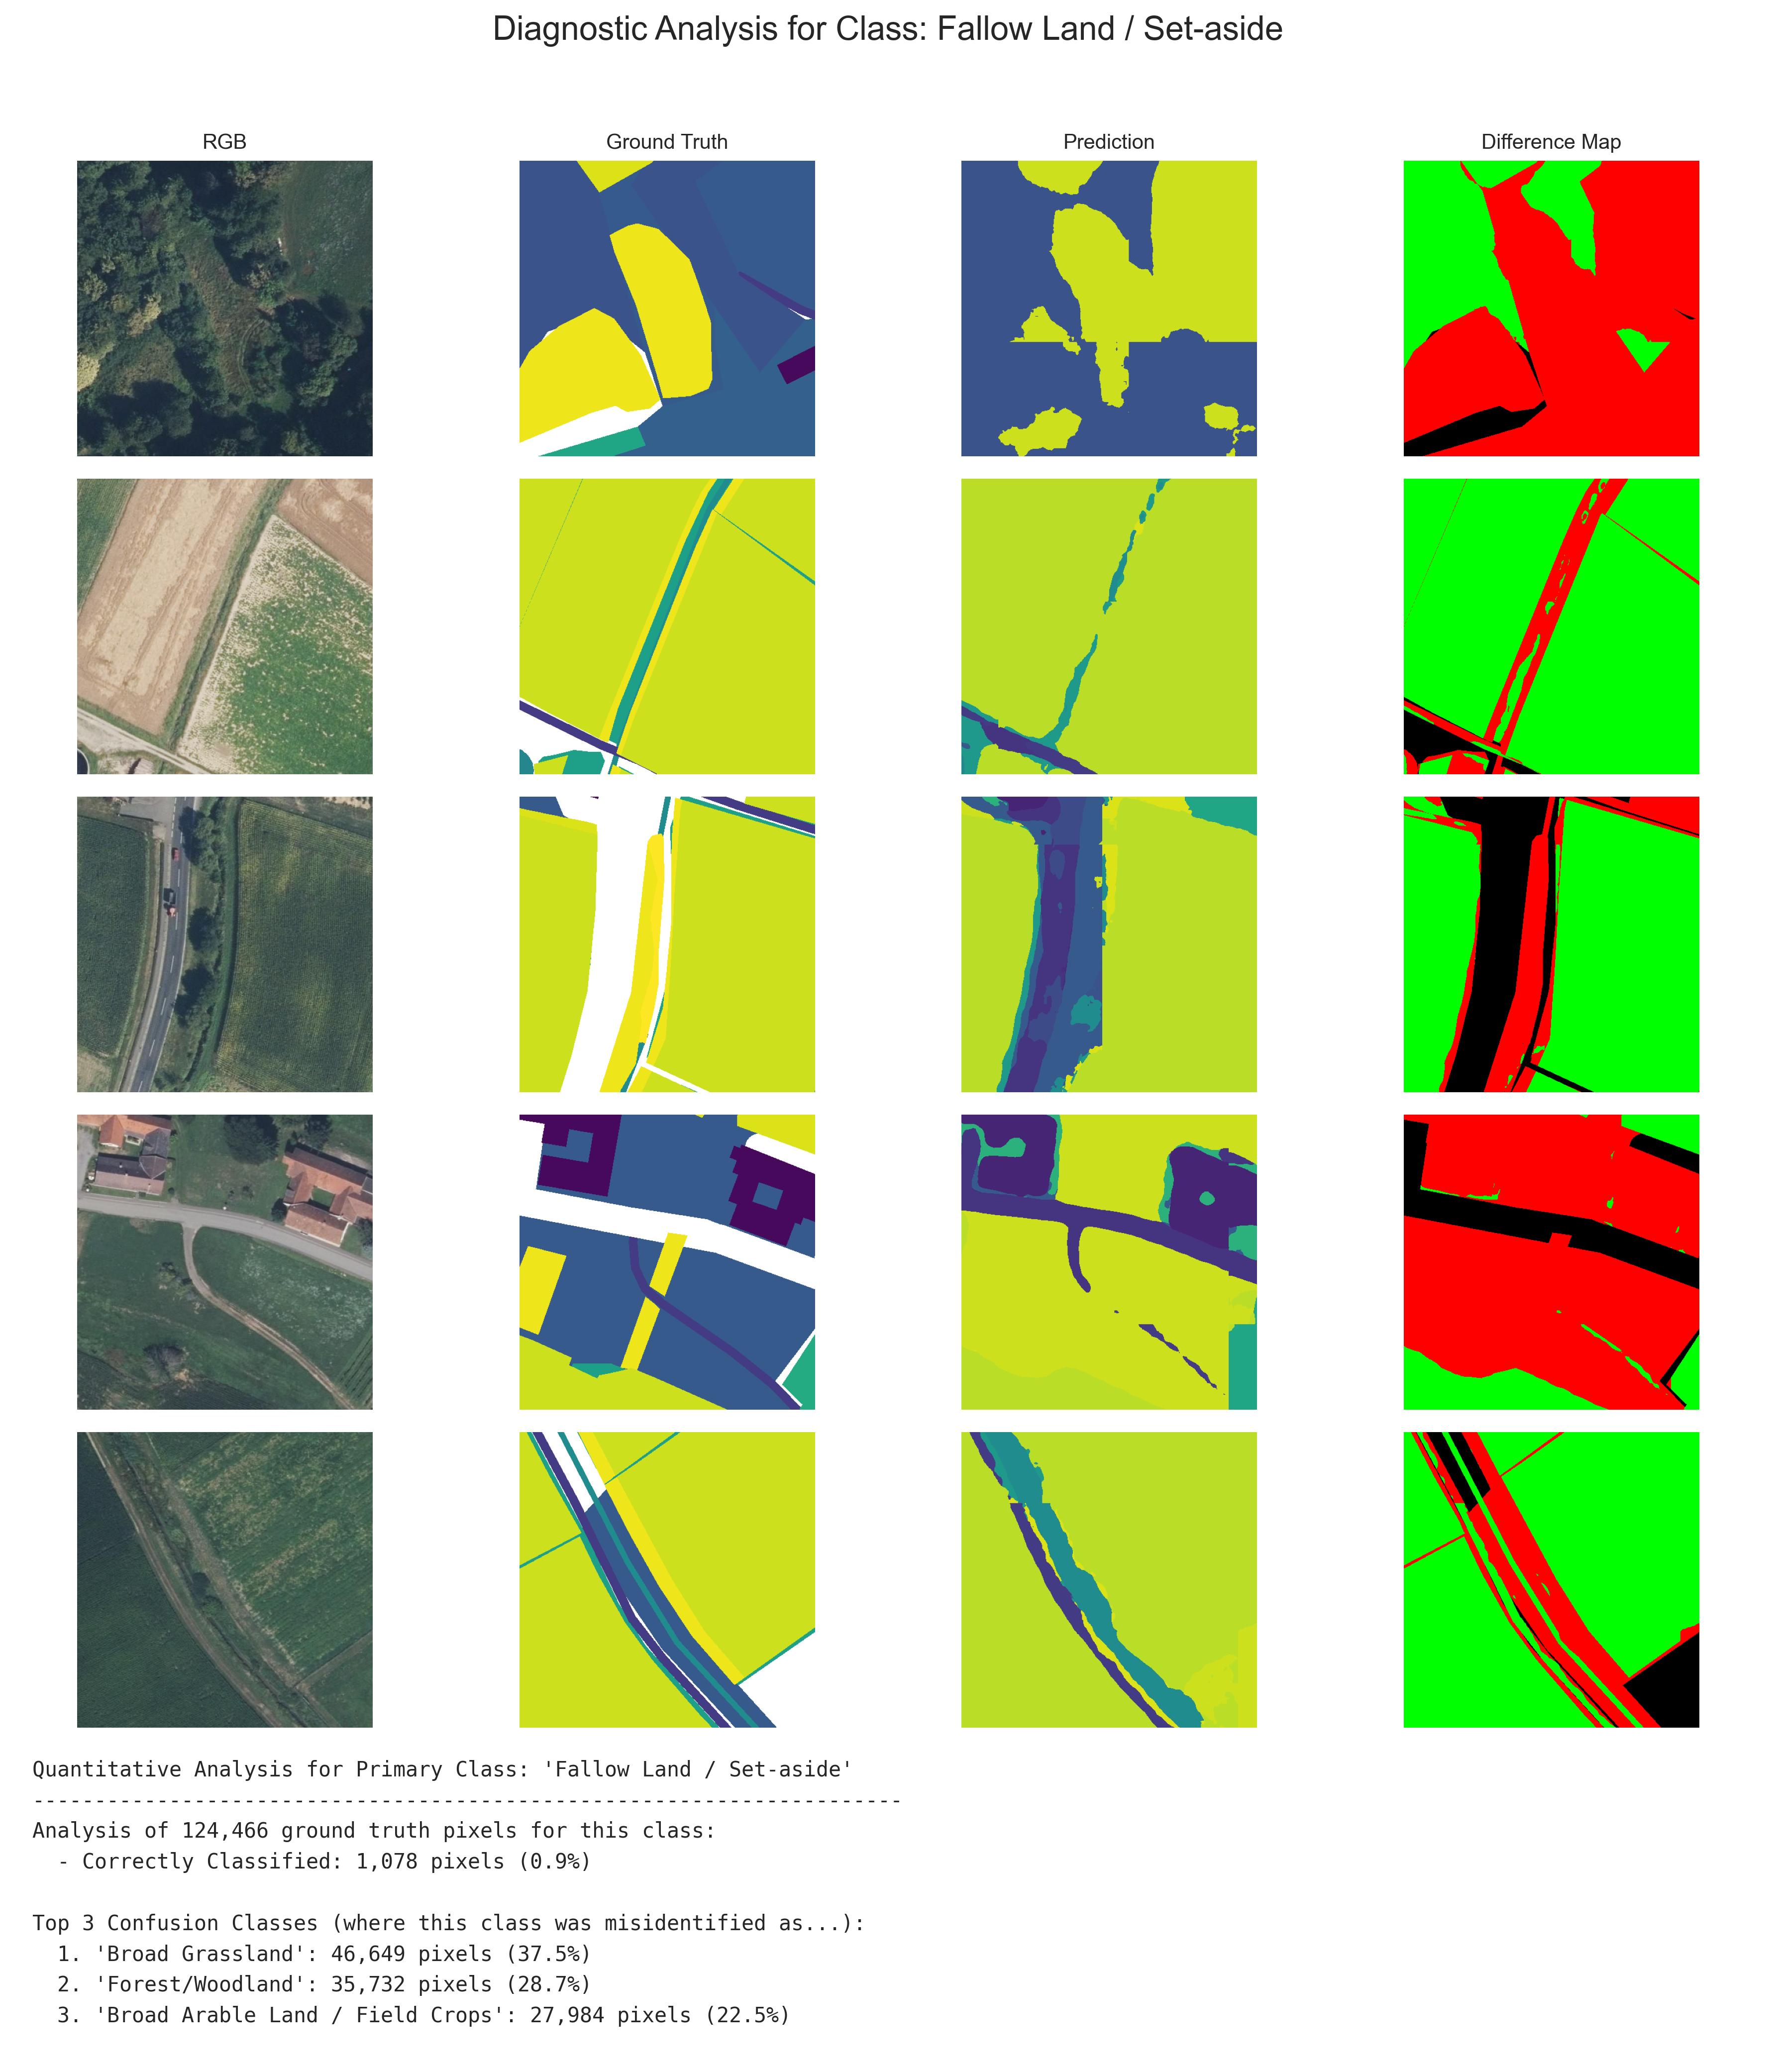 Diagnostic Analysis for Class: Fallow Land / Set-aside
RGB
Ground Truth
Prediction
Difference Map
Quantitative Analysis for Primary Class: 'Fallow Land / Set-aside'
----------------------------------------------------------------------
Analysis of 124,466 ground truth pixels for this class:
- Correctly Classified: 1,078 pixels (0.9%)
Top 3 Confusion Classes (where this class was misidentified as...):
1. 'Broad Grassland': 46,649 pixels (37.5%)
2. 'Forest/Woodland': 35,732 pixels (28.7%)
3. 'Broad Arable Land / Field Crops': 27,984 pixels (22.5%)